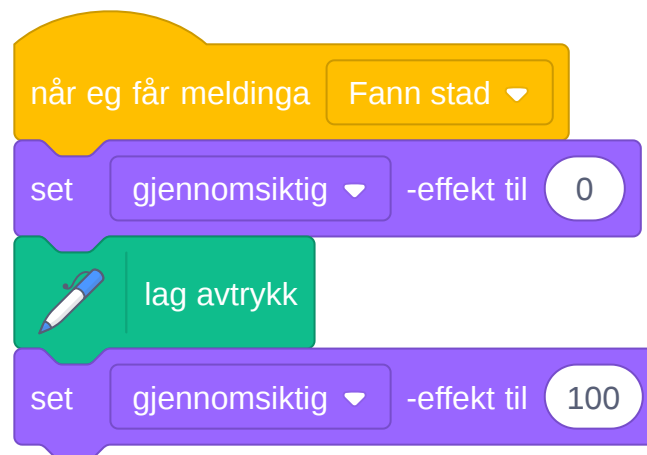 når eg får meldinga Fann stad
set gjennomsiktig -effekt til 0
lag avtrykk
set gjennomsiktig -effekt til 100